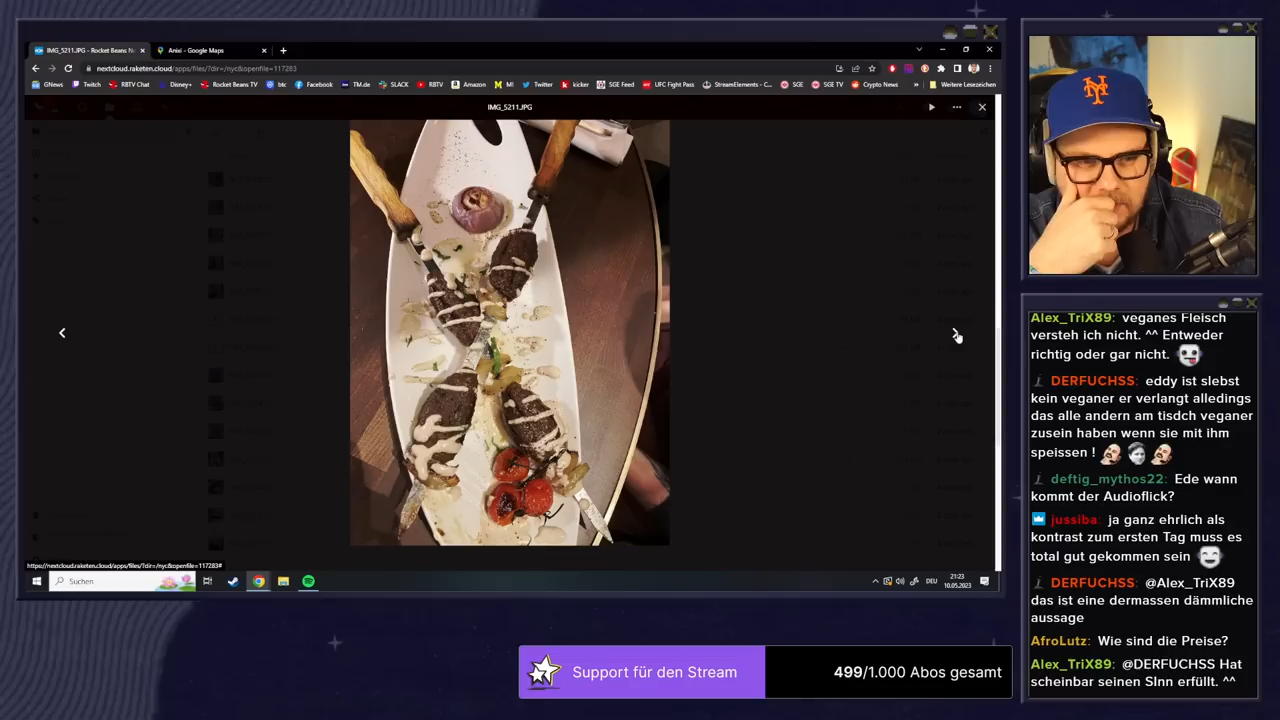 IMG_5211.JPG - Rocket Beans N
Anixi - Google Maps
nextcloud.raketen.cloud/apps/files/?dir=/nyc&openfile=117283
GNews
Twitch
RBTV Chat
Disney+
Rocket Beans TV
btc
Facebook
TM.de
SLACK
RBTV
Amazon
M!
Twitter
kicker
SGE Feed
UFC Fight Pass
StreamElements - C...
SGE
SGE TV
Crypto News
»
Weitere Lesezeichen
IMG_5211.JPG
https://nextcloud.raketen.cloud/apps/files/?dir=/nyc&openfile=117283#
Suchen
DEU
21:23
10.05.2023
NY
Alex_TriX89: veganes Fleisch
versteh ich nicht. ^^ Entweder
richtig oder gar nicht.
DERFUCHSS: eddy ist slebst
kein veganer er verlangt alledings
das alle andern am tisdch veganer
zusein haben wenn sie mit ihm
speissen !
deftig_mythos22: Ede wann
kommt der Audioflick?
jussiba: ja ganz ehrlich als
kontrast zum ersten Tag muss es
total gut gekommen sein
DERFUCHSS: @Alex_TriX89
das ist eine dermassen dämmliche
aussage
AfroLutz: Wie sind die Preise?
Alex_TriX89: @DERFUCHSS Hat
scheinbar seinen SInn erfüllt. ^^
Support für den Stream
499/1.000 Abos gesamt